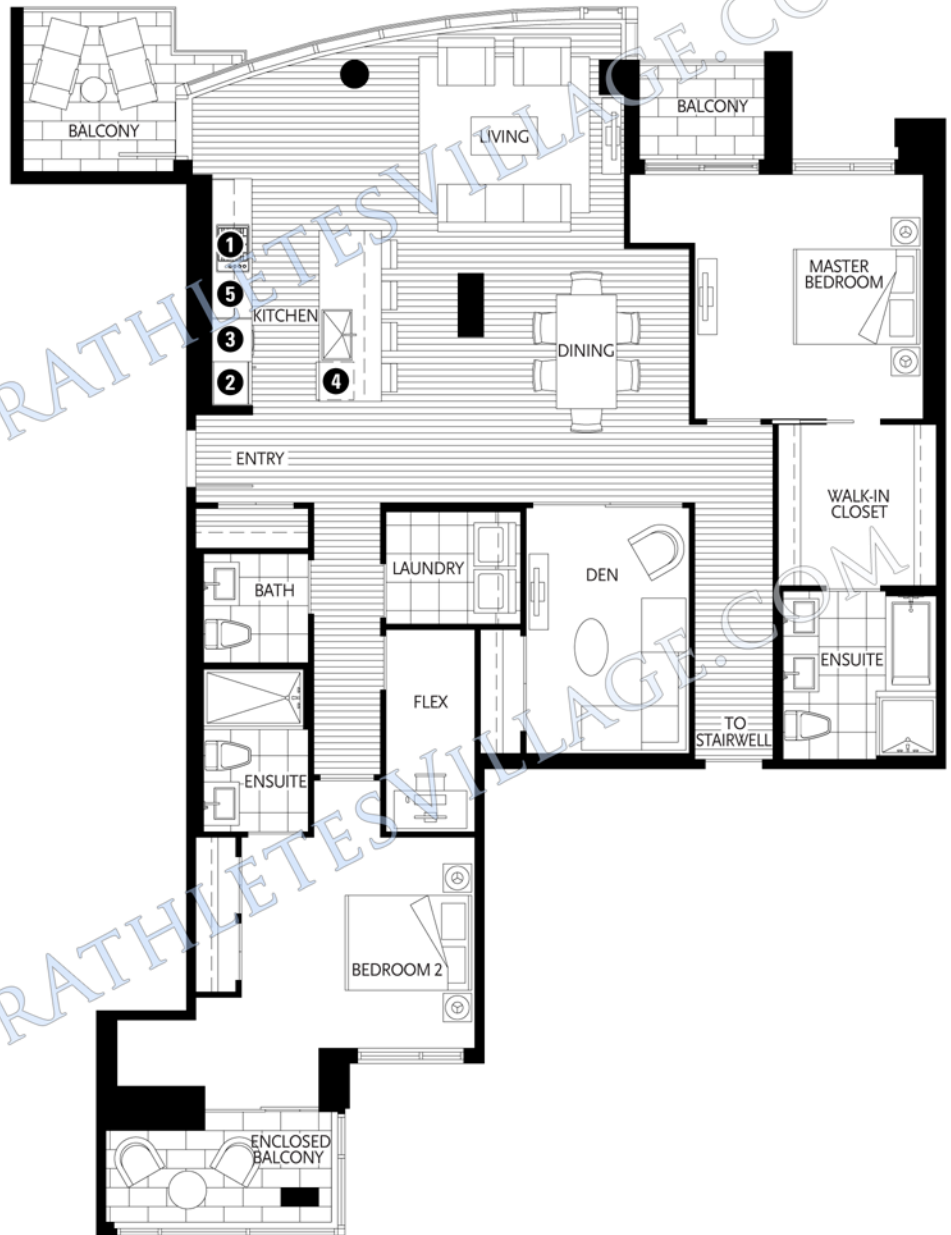 BALCONY
LIVING
BALCONY
1
5
KITCHEN
3
2
4
MASTER
BEDROOM
DINING
ENTRY
WALK-IN
CLOSET
LAUNDRY
DEN
BATH
ENSUITE
FLEX
TO
STAIRWELL
ENSUITE
BEDROOM 2
ENCLOSED
BALCONY
RATHLETESVILLAGE.COM
RATHLETESVILLAGE.COM